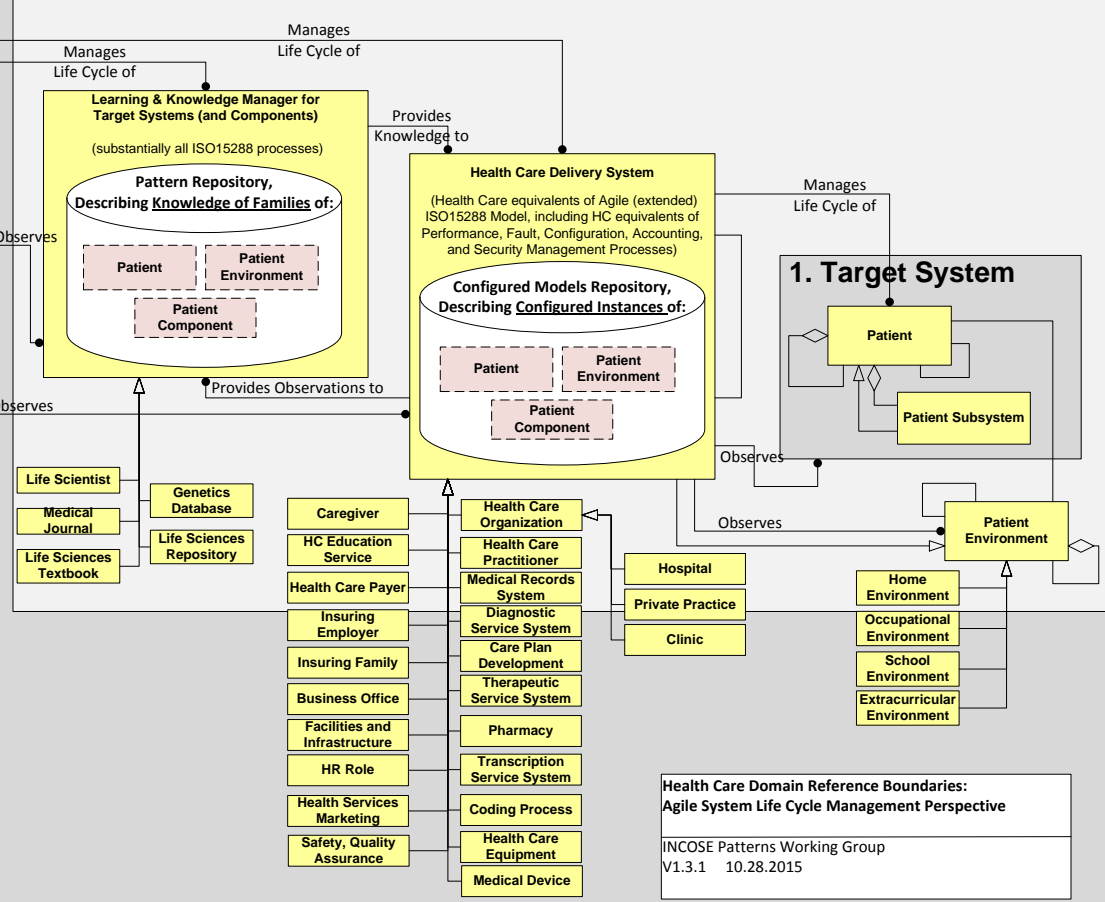 Manages
Life Cycle of
Manages
Life Cycle of
Learning & Knowledge Manager for
Target Systems (and Components)
(substantially all ISO15288 processes)
Pattern Repository,
Describing Knowledge of Families of:
Patient
Patient
Environment
Patient
Component
Observes
Provides
Knowledge to
Health Care Delivery System
(Health Care equivalents of Agile (extended)
ISO15288 Model, including HC equivalents of
Performance, Fault, Configuration, Accounting,
and Security Management Processes)
Configured Models Repository,
Describing Configured Instances of:
Patient
Patient
Environment
Patient
Component
Manages
Life Cycle of
1. Target System
Patient
Patient Subsystem
Provides Observations to
Observes
Observes
Observes
Patient
Environment
Life Scientist
Medical
Journal
Life Sciences
Textbook
Genetics
Database
Life Sciences
Repository
Caregiver
HC Education
Service
Health Care Payer
Insuring
Employer
Insuring Family
Business Office
Facilities and
Infrastructure
HR Role
Health Services
Marketing
Safety, Quality
Assurance
Health Care
Organization
Health Care
Practitioner
Medical Records
System
Diagnostic
Service System
Care Plan
Development
Therapeutic
Service System
Pharmacy
Transcription
Service System
Coding Process
Health Care
Equipment
Medical Device
Hospital
Private Practice
Clinic
Home
Environment
Occupational
Environment
School
Environment
Extracurricular
Environment
Health Care Domain Reference Boundaries:
Agile System Life Cycle Management Perspective
INCOSE Patterns Working Group
V1.3.1 10.28.2015